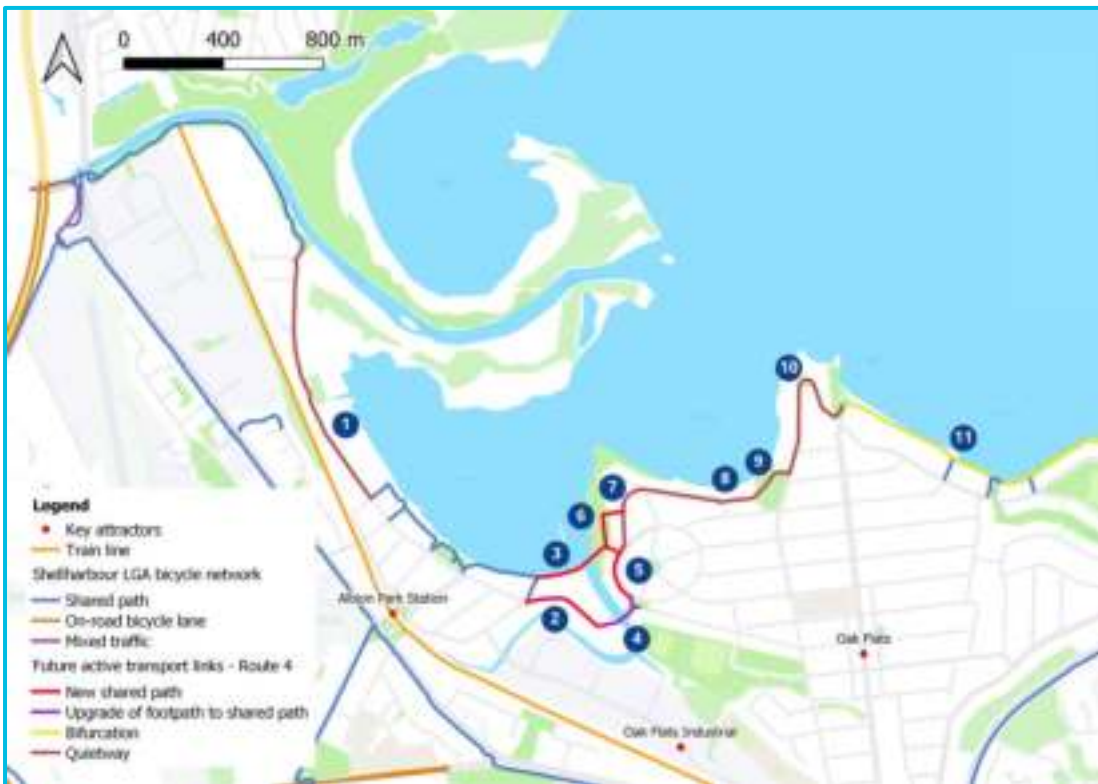 0 400 800 m
10
11
1
9
8
7
6
3
5
2
4
Albion Park Station
Oak Flats
Oak Flats Industrial
Legend
Key attractors
Train line
Shellharbour LGA bicycle network
Shared path
On-road bicycle lane
Mixed traffic
Future active transport links - Route 4
New shared path
Upgrade of footpath to shared path
Bifurcation
Quietway